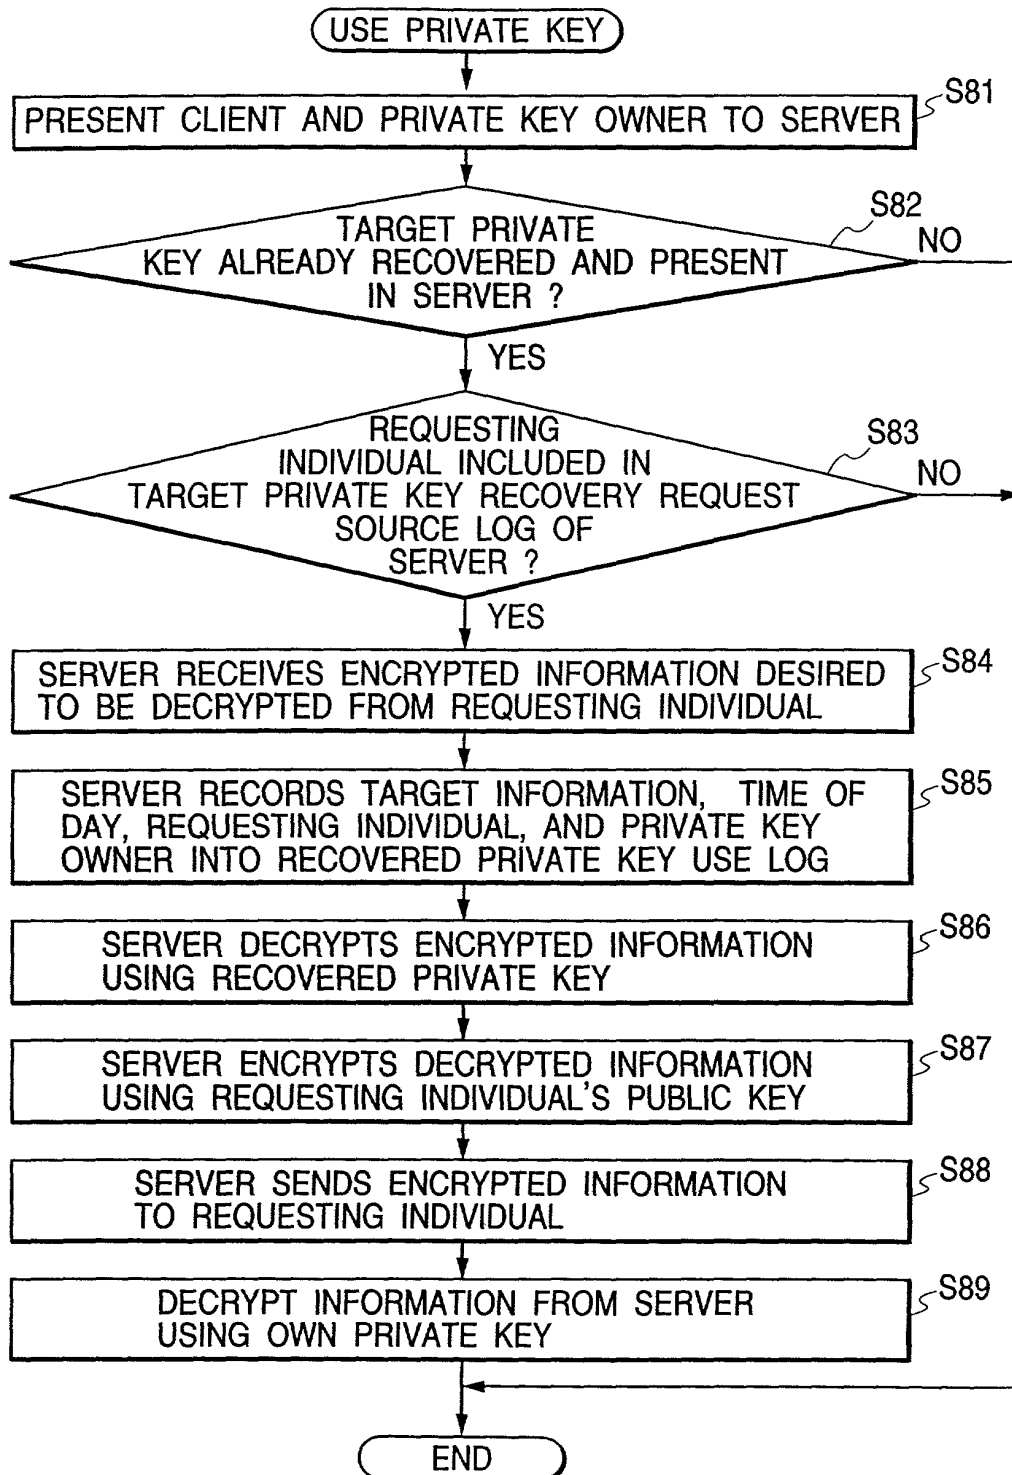 USE PRIVATE KEY
S81
PRESENT CLIENT AND PRIVATE KEY OWNER TO SERVER
S82
TARGET PRIVATE
KEY ALREADY RECOVERED AND PRESENT
IN SERVER ?
NO
YES
S83
REQUESTING
INDIVIDUAL INCLUDED IN
TARGET PRIVATE KEY RECOVERY REQUEST
SOURCE LOG OF
SERVER ?
NO
YES
S84
SERVER RECEIVES ENCRYPTED INFORMATION DESIRED
TO BE DECRYPTED FROM REQUESTING INDIVIDUAL
S85
SERVER RECORDS TARGET INFORMATION, TIME OF
DAY, REQUESTING INDIVIDUAL, AND PRIVATE KEY
OWNER INTO RECOVERED PRIVATE KEY USE LOG
S86
SERVER DECRYPTS ENCRYPTED INFORMATION
USING RECOVERED PRIVATE KEY
S87
SERVER ENCRYPTS DECRYPTED INFORMATION
USING REQUESTING INDIVIDUAL'S PUBLIC KEY
S88
SERVER SENDS ENCRYPTED INFORMATION
TO REQUESTING INDIVIDUAL
S89
DECRYPT INFORMATION FROM SERVER
USING OWN PRIVATE KEY
END